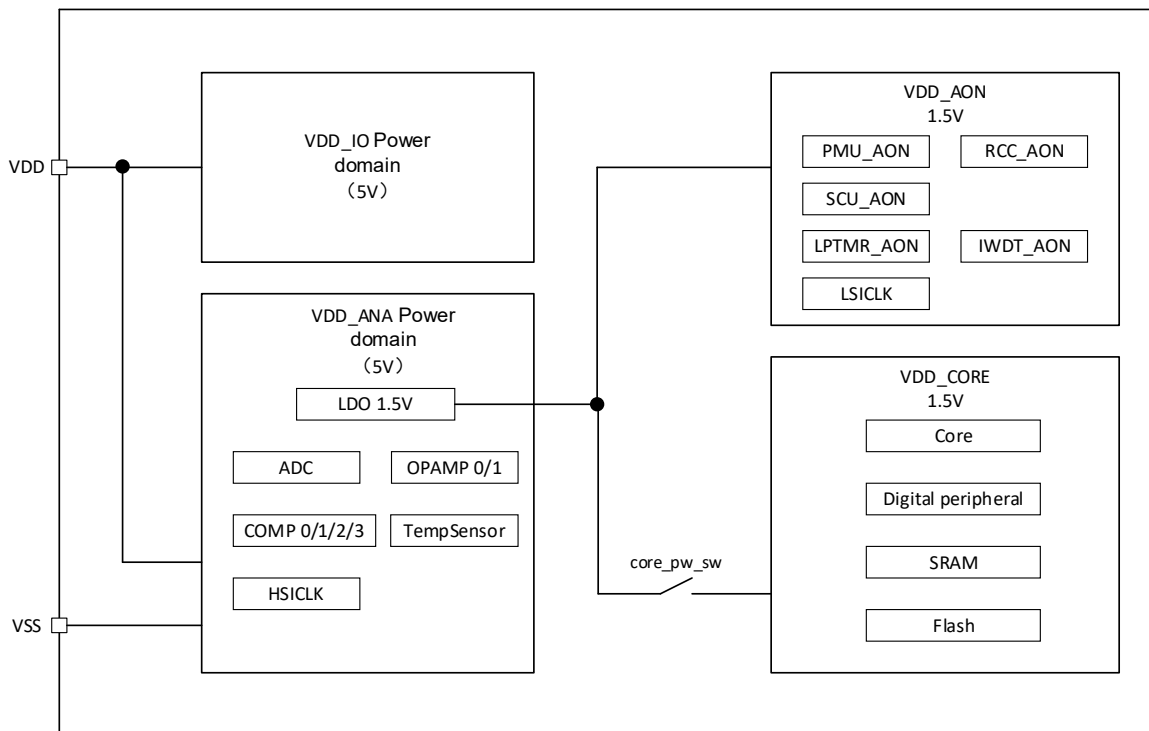 VDD
VSS
VDD_IO Power
domain
（5V）
VDD_ANA Power
domain
（5V）
LDO 1.5V
ADC
OPAMP 0/1
COMP 0/1/2/3
TempSensor
HSICLK
core_pw_sw
VDD_AON
1.5V
PMU_AON
RCC_AON
SCU_AON
LPTMR_AON
IWDT_AON
LSICLK
VDD_CORE
1.5V
Core
Digital peripheral
SRAM
Flash